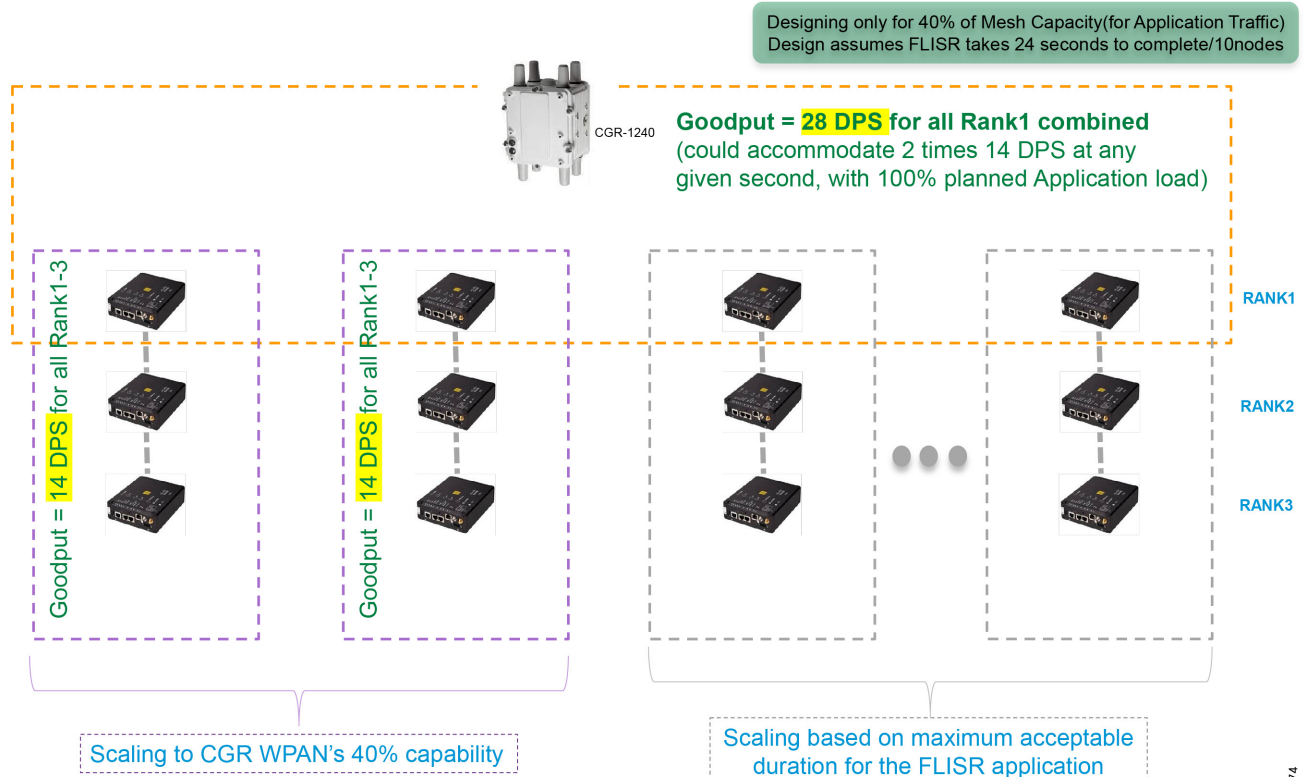 Designing only for 40% of Mesh Capacity(for Application Traffic)
Design assumes FLISR takes 24 seconds to complete/10nodes
CGR-1240
Goodput = 28 DPS for all Rank1 combined
(could accommodate 2 times 14 DPS at any
given second, with 100% planned Application load)
Goodput = 14 DPS for all Rank1-3
Goodput = 14 DPS for all Rank1-3
RANK1
RANK2
RANK3
Scaling to CGR WPAN's 40% capability
Scaling based on maximum acceptable
duration for the FLISR application